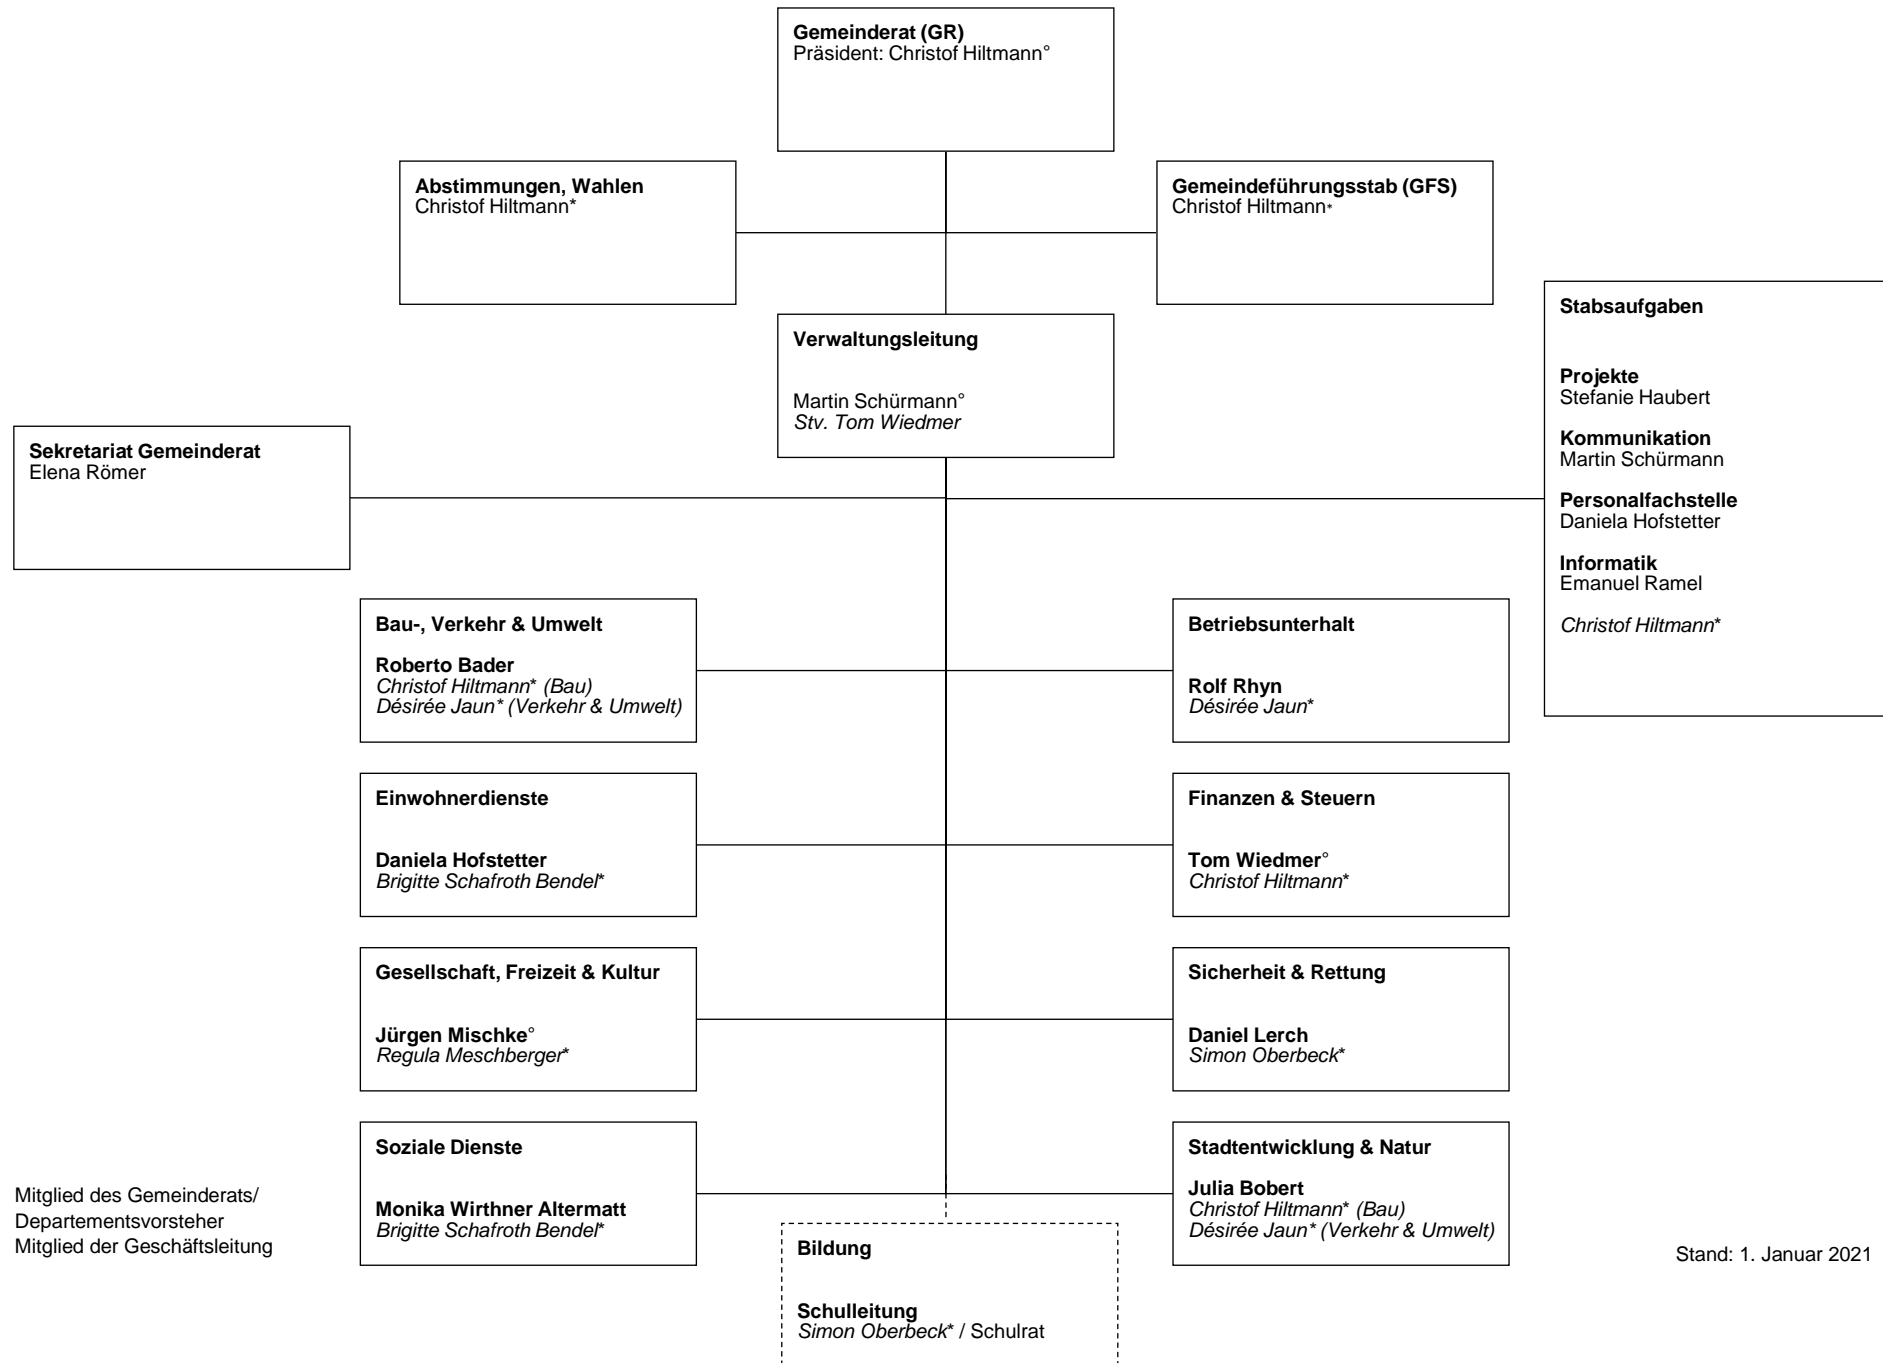 Gemeinderat (GR)
Präsident: Christof Hiltmann°
Abstimmungen, Wahlen
Christof Hiltmann*
Gemeindeführungsstab (GFS)
Christof Hiltmann*
Verwaltungsleitung
Martin Schürmann°
Stv. Tom Wiedmer
Stabsaufgaben
Projekte
Stefanie Haubert
Kommunikation
Martin Schürmann
Personalfachstelle
Daniela Hofstetter
Informatik
Emanuel Ramel
Christof Hiltmann*
Sekretariat Gemeinderat
Elena Römer
Bau-, Verkehr & Umwelt
Roberto Bader
Christof Hiltmann* (Bau)
Désirée Jaun* (Verkehr & Umwelt)
Betriebsunterhalt
Rolf Rhyn
Désirée Jaun*
Einwohnerdienste
Daniela Hofstetter
Brigitte Schafroth Bendel*
Finanzen & Steuern
Tom Wiedmer°
Christof Hiltmann*
Gesellschaft, Freizeit & Kultur
Jürgen Mischke°
Regula Meschberger*
Sicherheit & Rettung
Daniel Lerch
Simon Oberbeck*
Soziale Dienste
Monika Wirthner Altermatt
Brigitte Schafroth Bendel*
Stadtentwicklung & Natur
Julia Bobert
Christof Hiltmann* (Bau)
Désirée Jaun* (Verkehr & Umwelt)
Bildung
Schulleitung
Simon Oberbeck* / Schulrat
Mitglied des Gemeinderats/
Departementsvorsteher
Mitglied der Geschäftsleitung
Stand: 1. Januar 2021